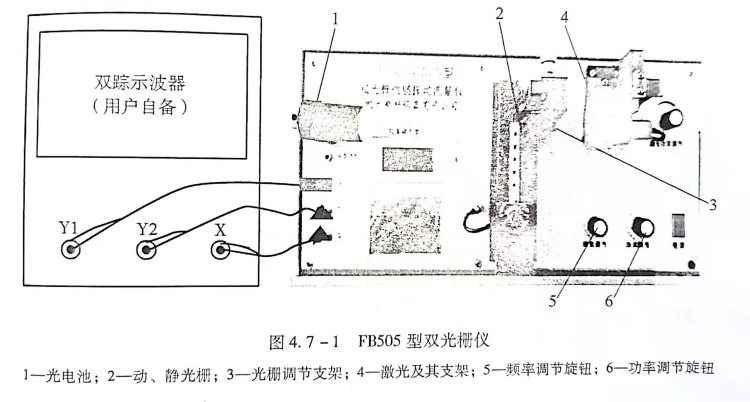 双踪示波器
（用户自备）
Y1
Y2
X
1
2
4
3
5
6
图 4.7－1 FB505 型双光栅仪
1—光电池；2—动、静光栅；3—光栅调节支架；4—激光及其支架；5—频率调节旋钮；6—功率调节旋钮